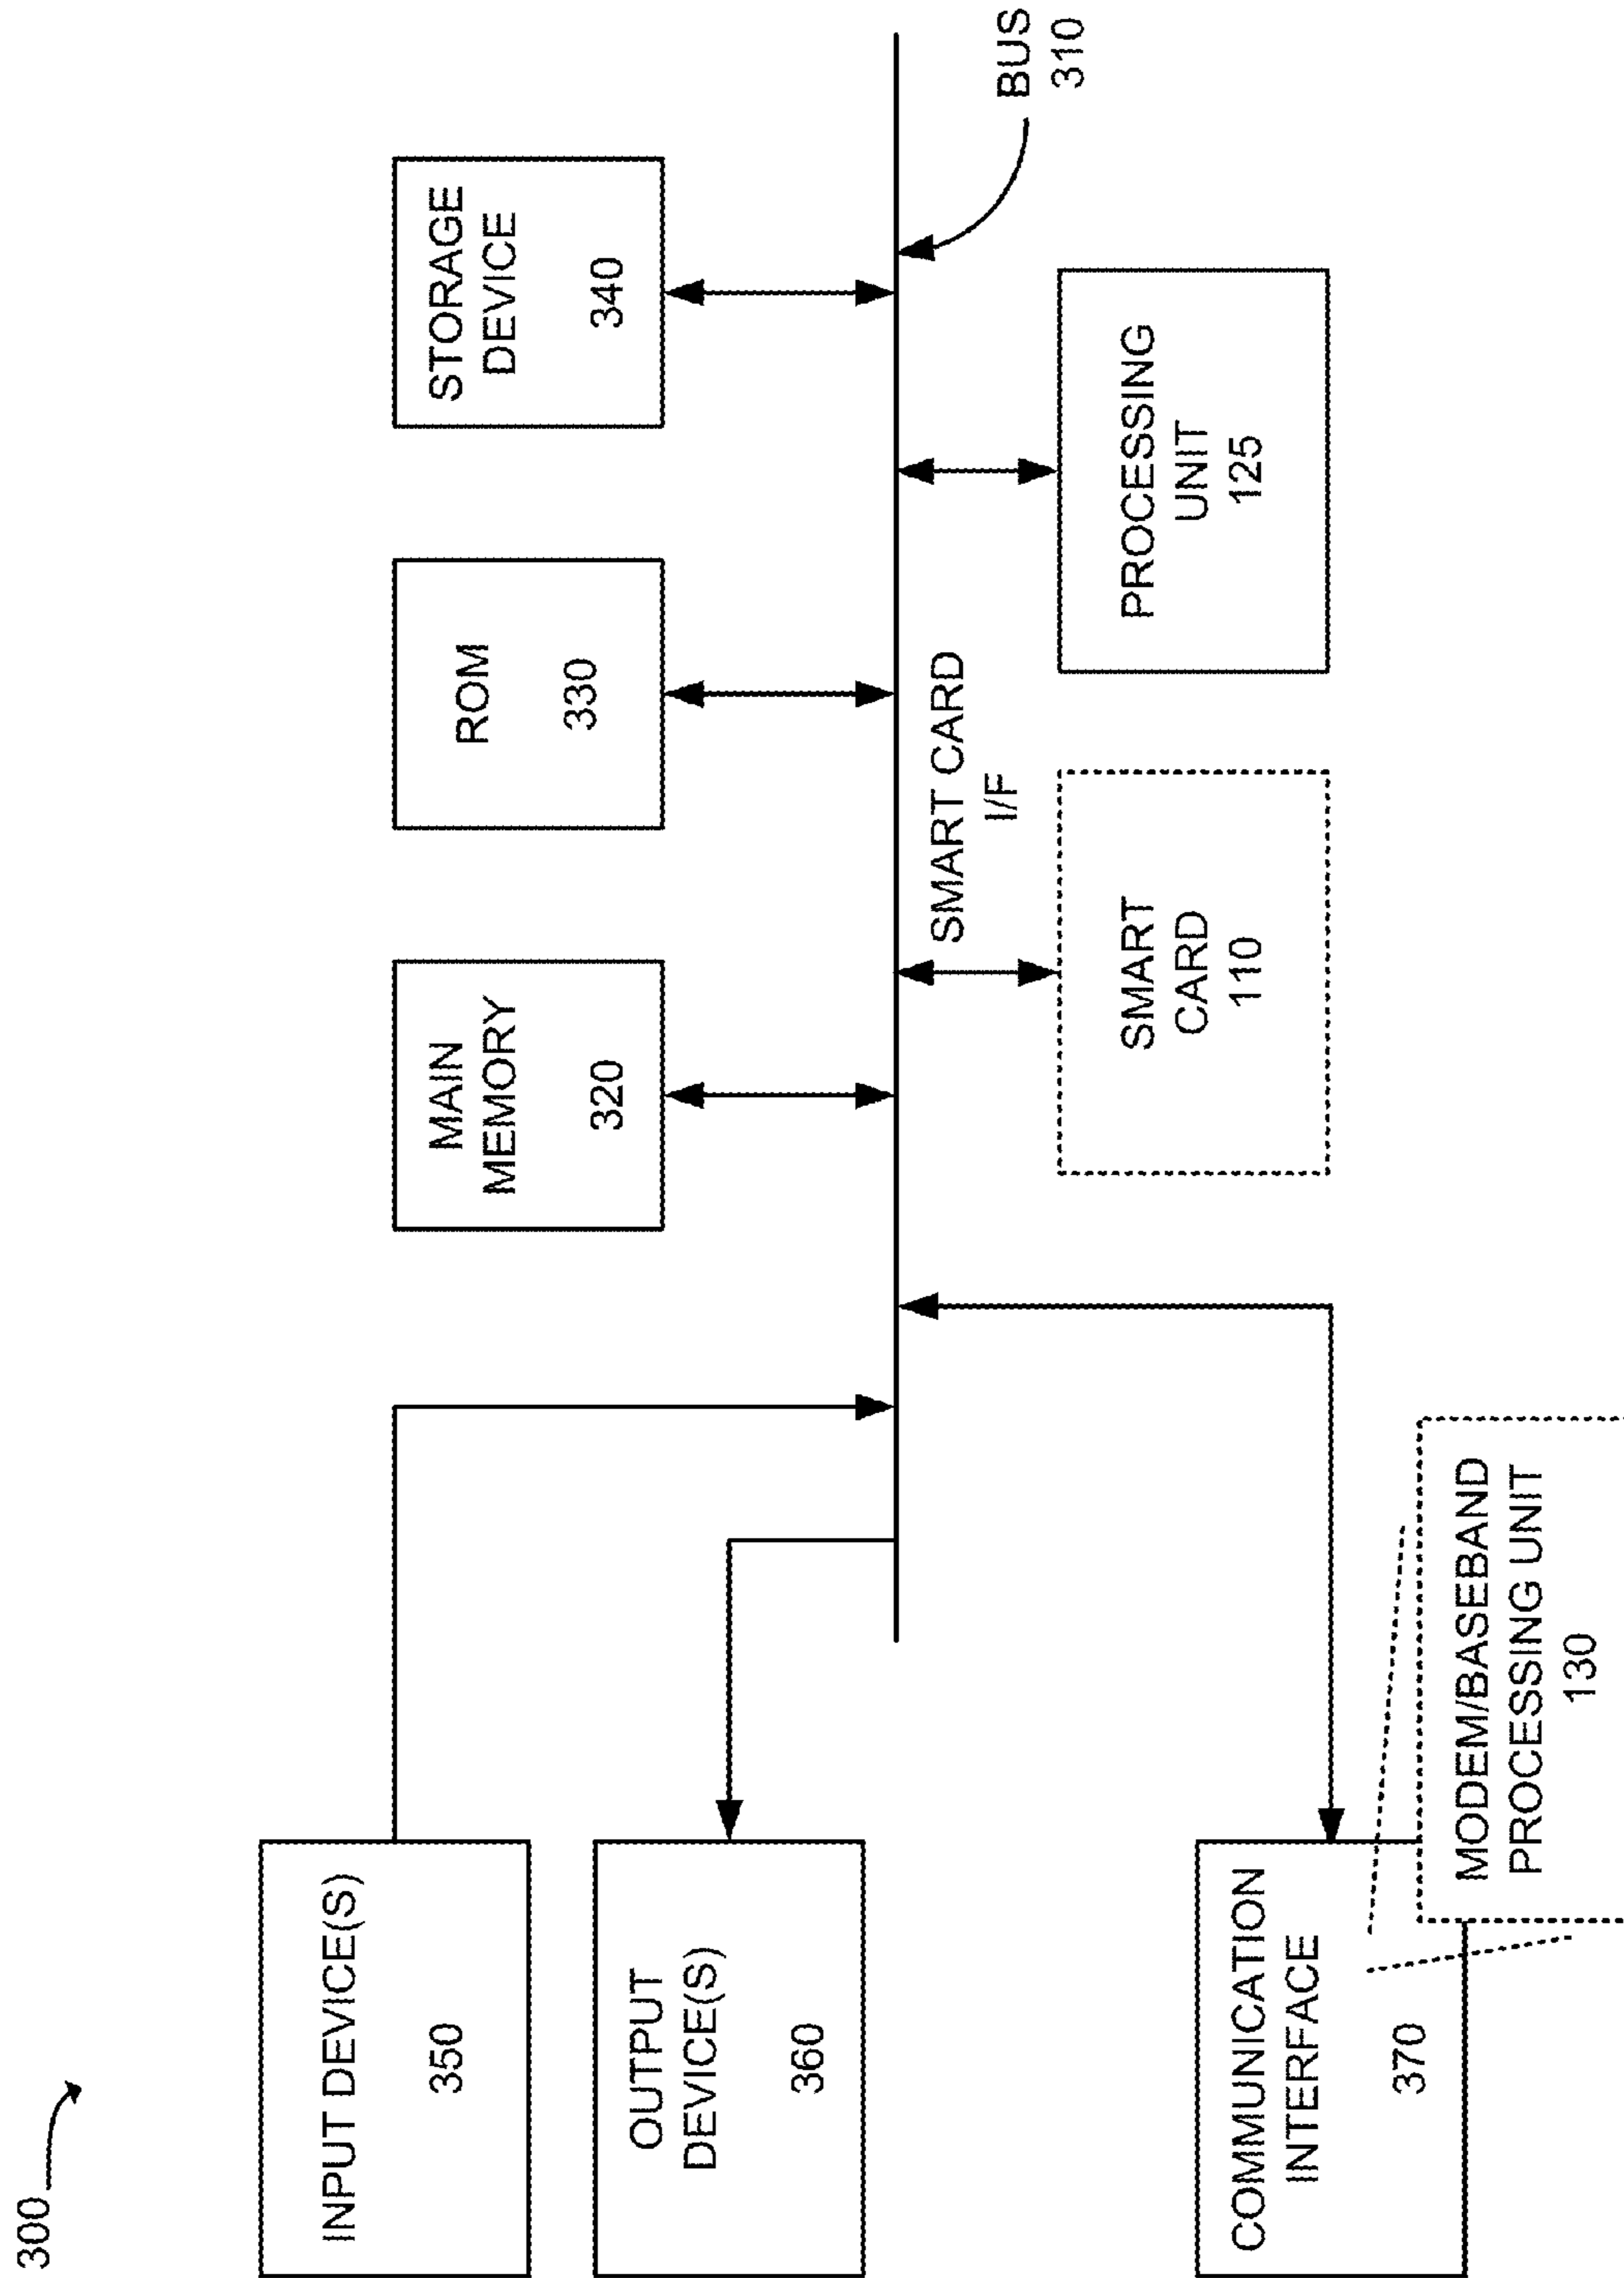 300
INPUT DEVICE(S)
350
OUTPUT
DEVICE(S)
360
COMMUNICATION
INTERFACE
370
MODEM/BASEBAND
PROCESSING UNIT
130
MAIN
MEMORY
320
ROM
330
STORAGE
DEVICE
340
SMART CARD
I/F
SMART
CARD
110
PROCESSING
UNIT
125
BUS
310